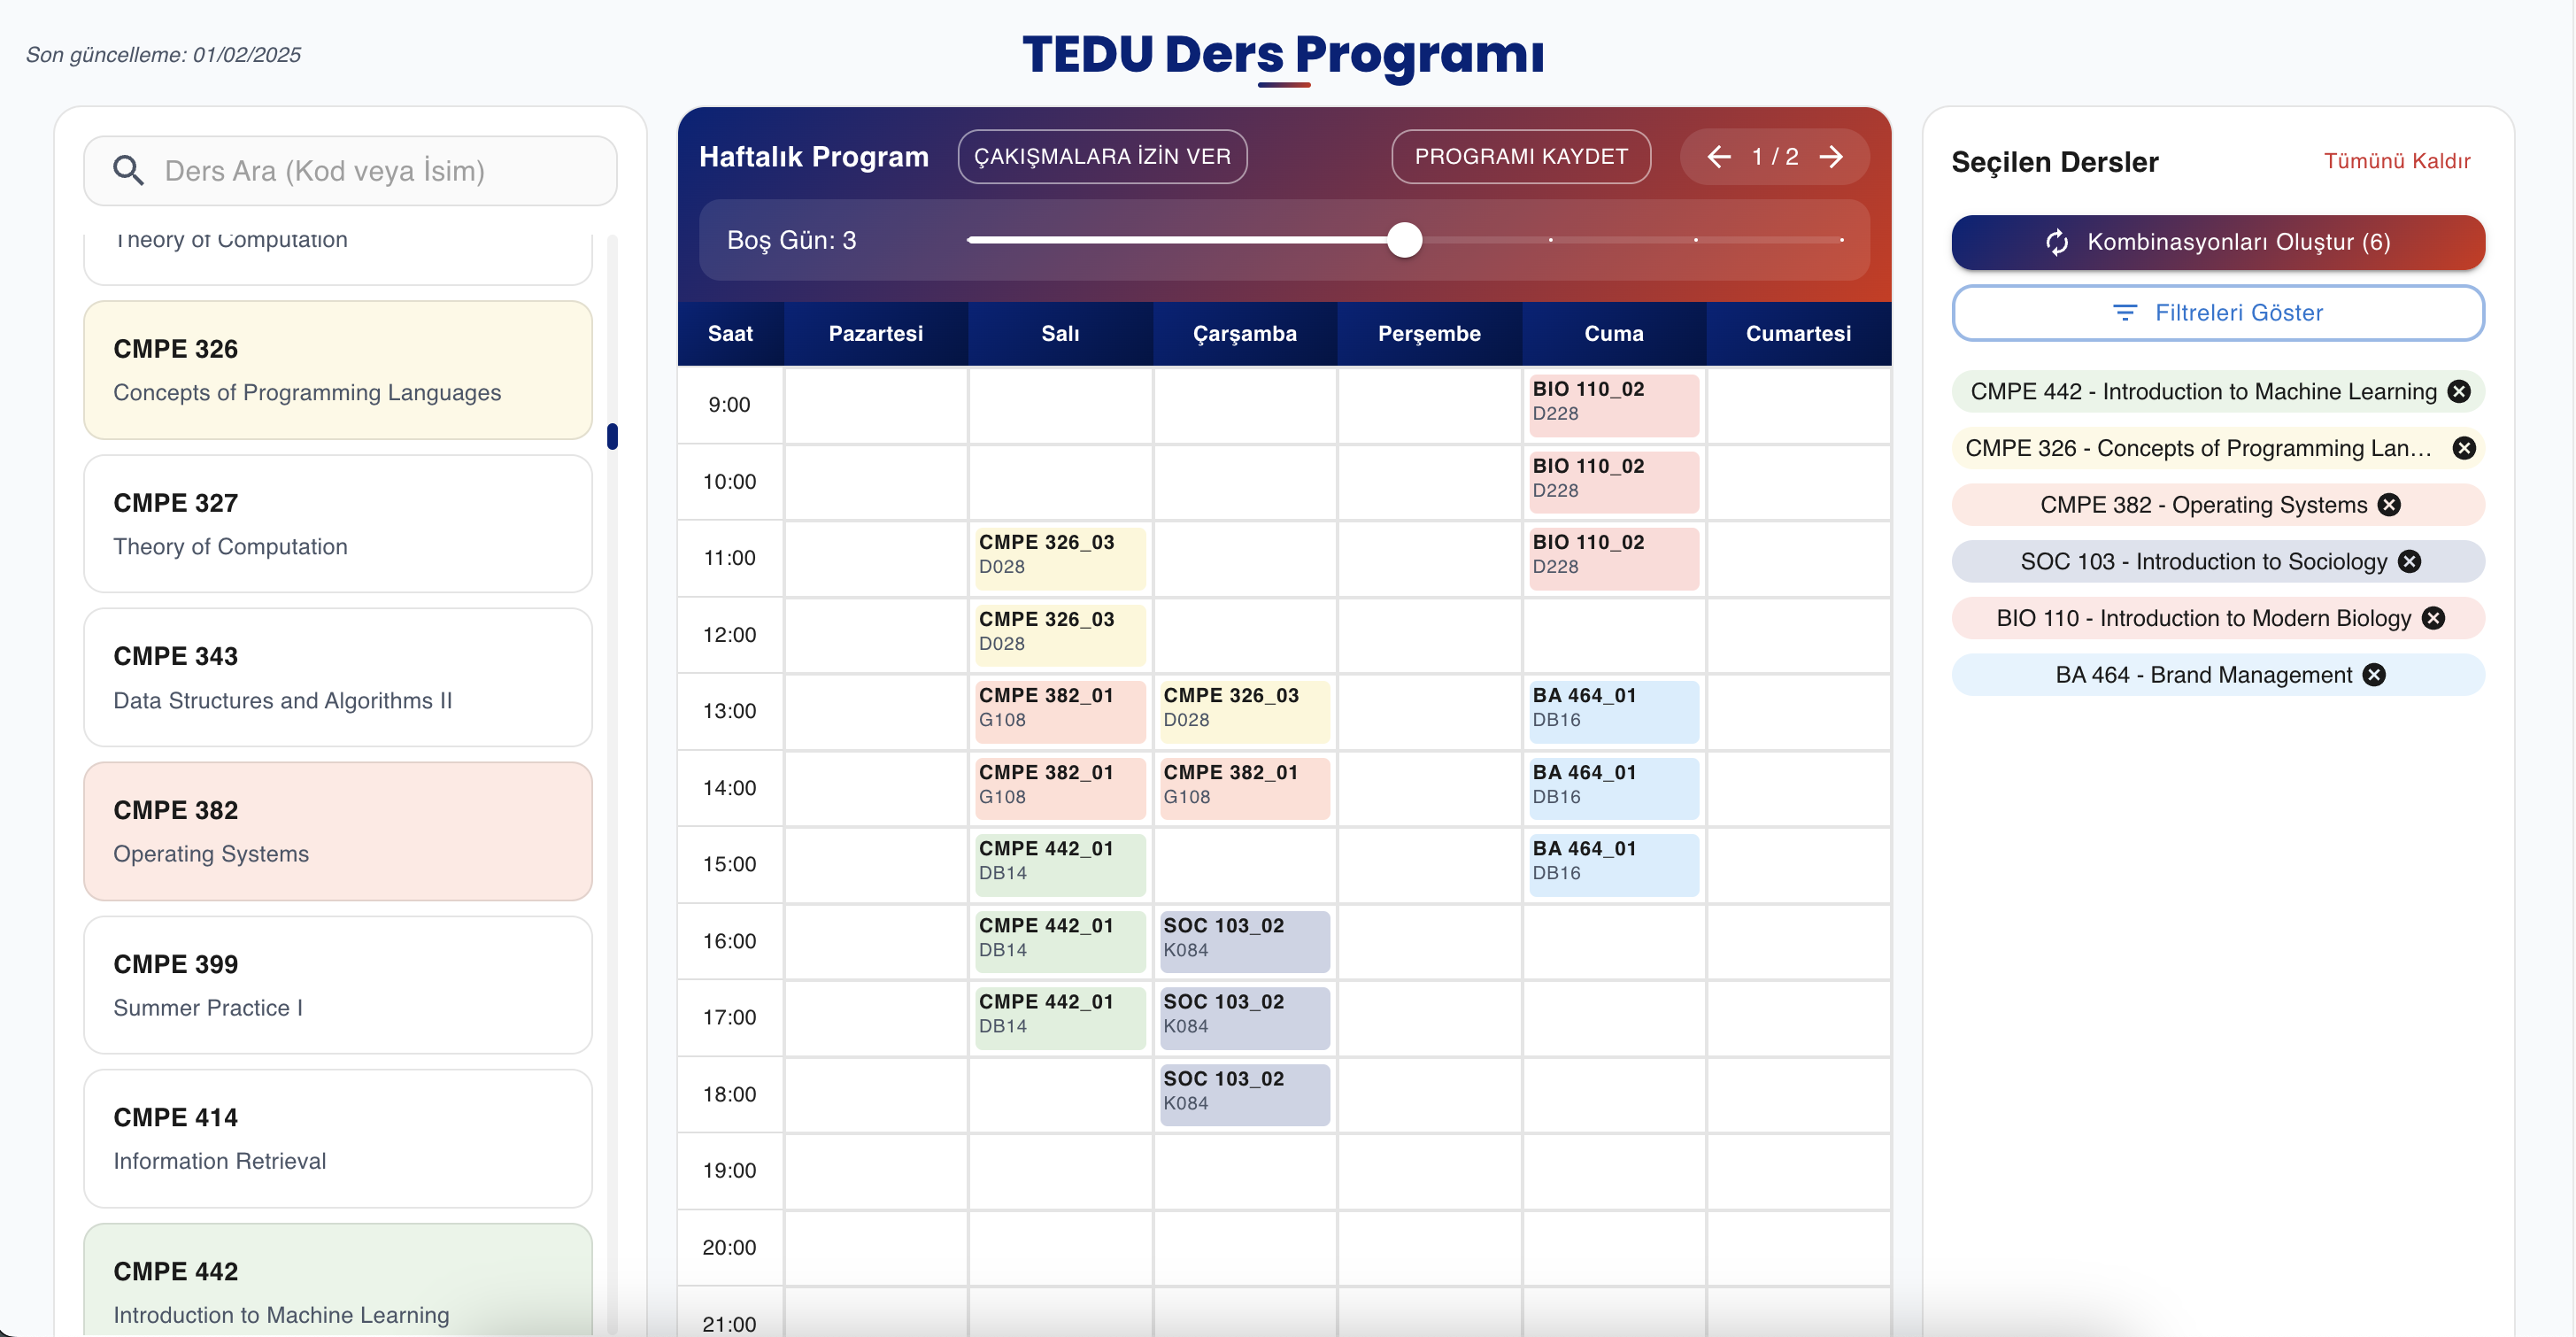 Son güncelleme: 01/02/2025
TEDU Ders Programı
Ders Ara (Kod veya İsim)
Theory of Computation
CMPE 326
Concepts of Programming Languages
CMPE 327
Theory of Computation
CMPE 343
Data Structures and Algorithms II
CMPE 382
Operating Systems
CMPE 399
Summer Practice I
CMPE 414
Information Retrieval
CMPE 442
Introduction to Machine Learning
Haftalık Program ÇAKIŞMALARA İZİN VER PROGRAMI KAYDET 1 / 2
Boş Gün: 3
Saat Pazartesi Salı Çarşamba Perşembe Cuma Cumartesi
9:00 BIO 110_02
D228
10:00 BIO 110_02
D228
11:00 CMPE 326_03 BIO 110_02
D028 D228
12:00 CMPE 326_03
D028
13:00 CMPE 382_01 CMPE 326_03 BA 464_01
G108 D028 DB16
14:00 CMPE 382_01 CMPE 382_01 BA 464_01
G108 G108 DB16
15:00 CMPE 442_01 BA 464_01
DB14 DB16
16:00 CMPE 442_01 SOC 103_02
DB14 K084
17:00 CMPE 442_01 SOC 103_02
DB14 K084
18:00 SOC 103_02
K084
19:00
20:00
21:00
Seçilen Dersler Tümünü Kaldır
Kombinasyonları Oluştur (6)
Filtreleri Göster
CMPE 442 - Introduction to Machine Learning
CMPE 326 - Concepts of Programming Lan...
CMPE 382 - Operating Systems
SOC 103 - Introduction to Sociology
BIO 110 - Introduction to Modern Biology
BA 464 - Brand Management